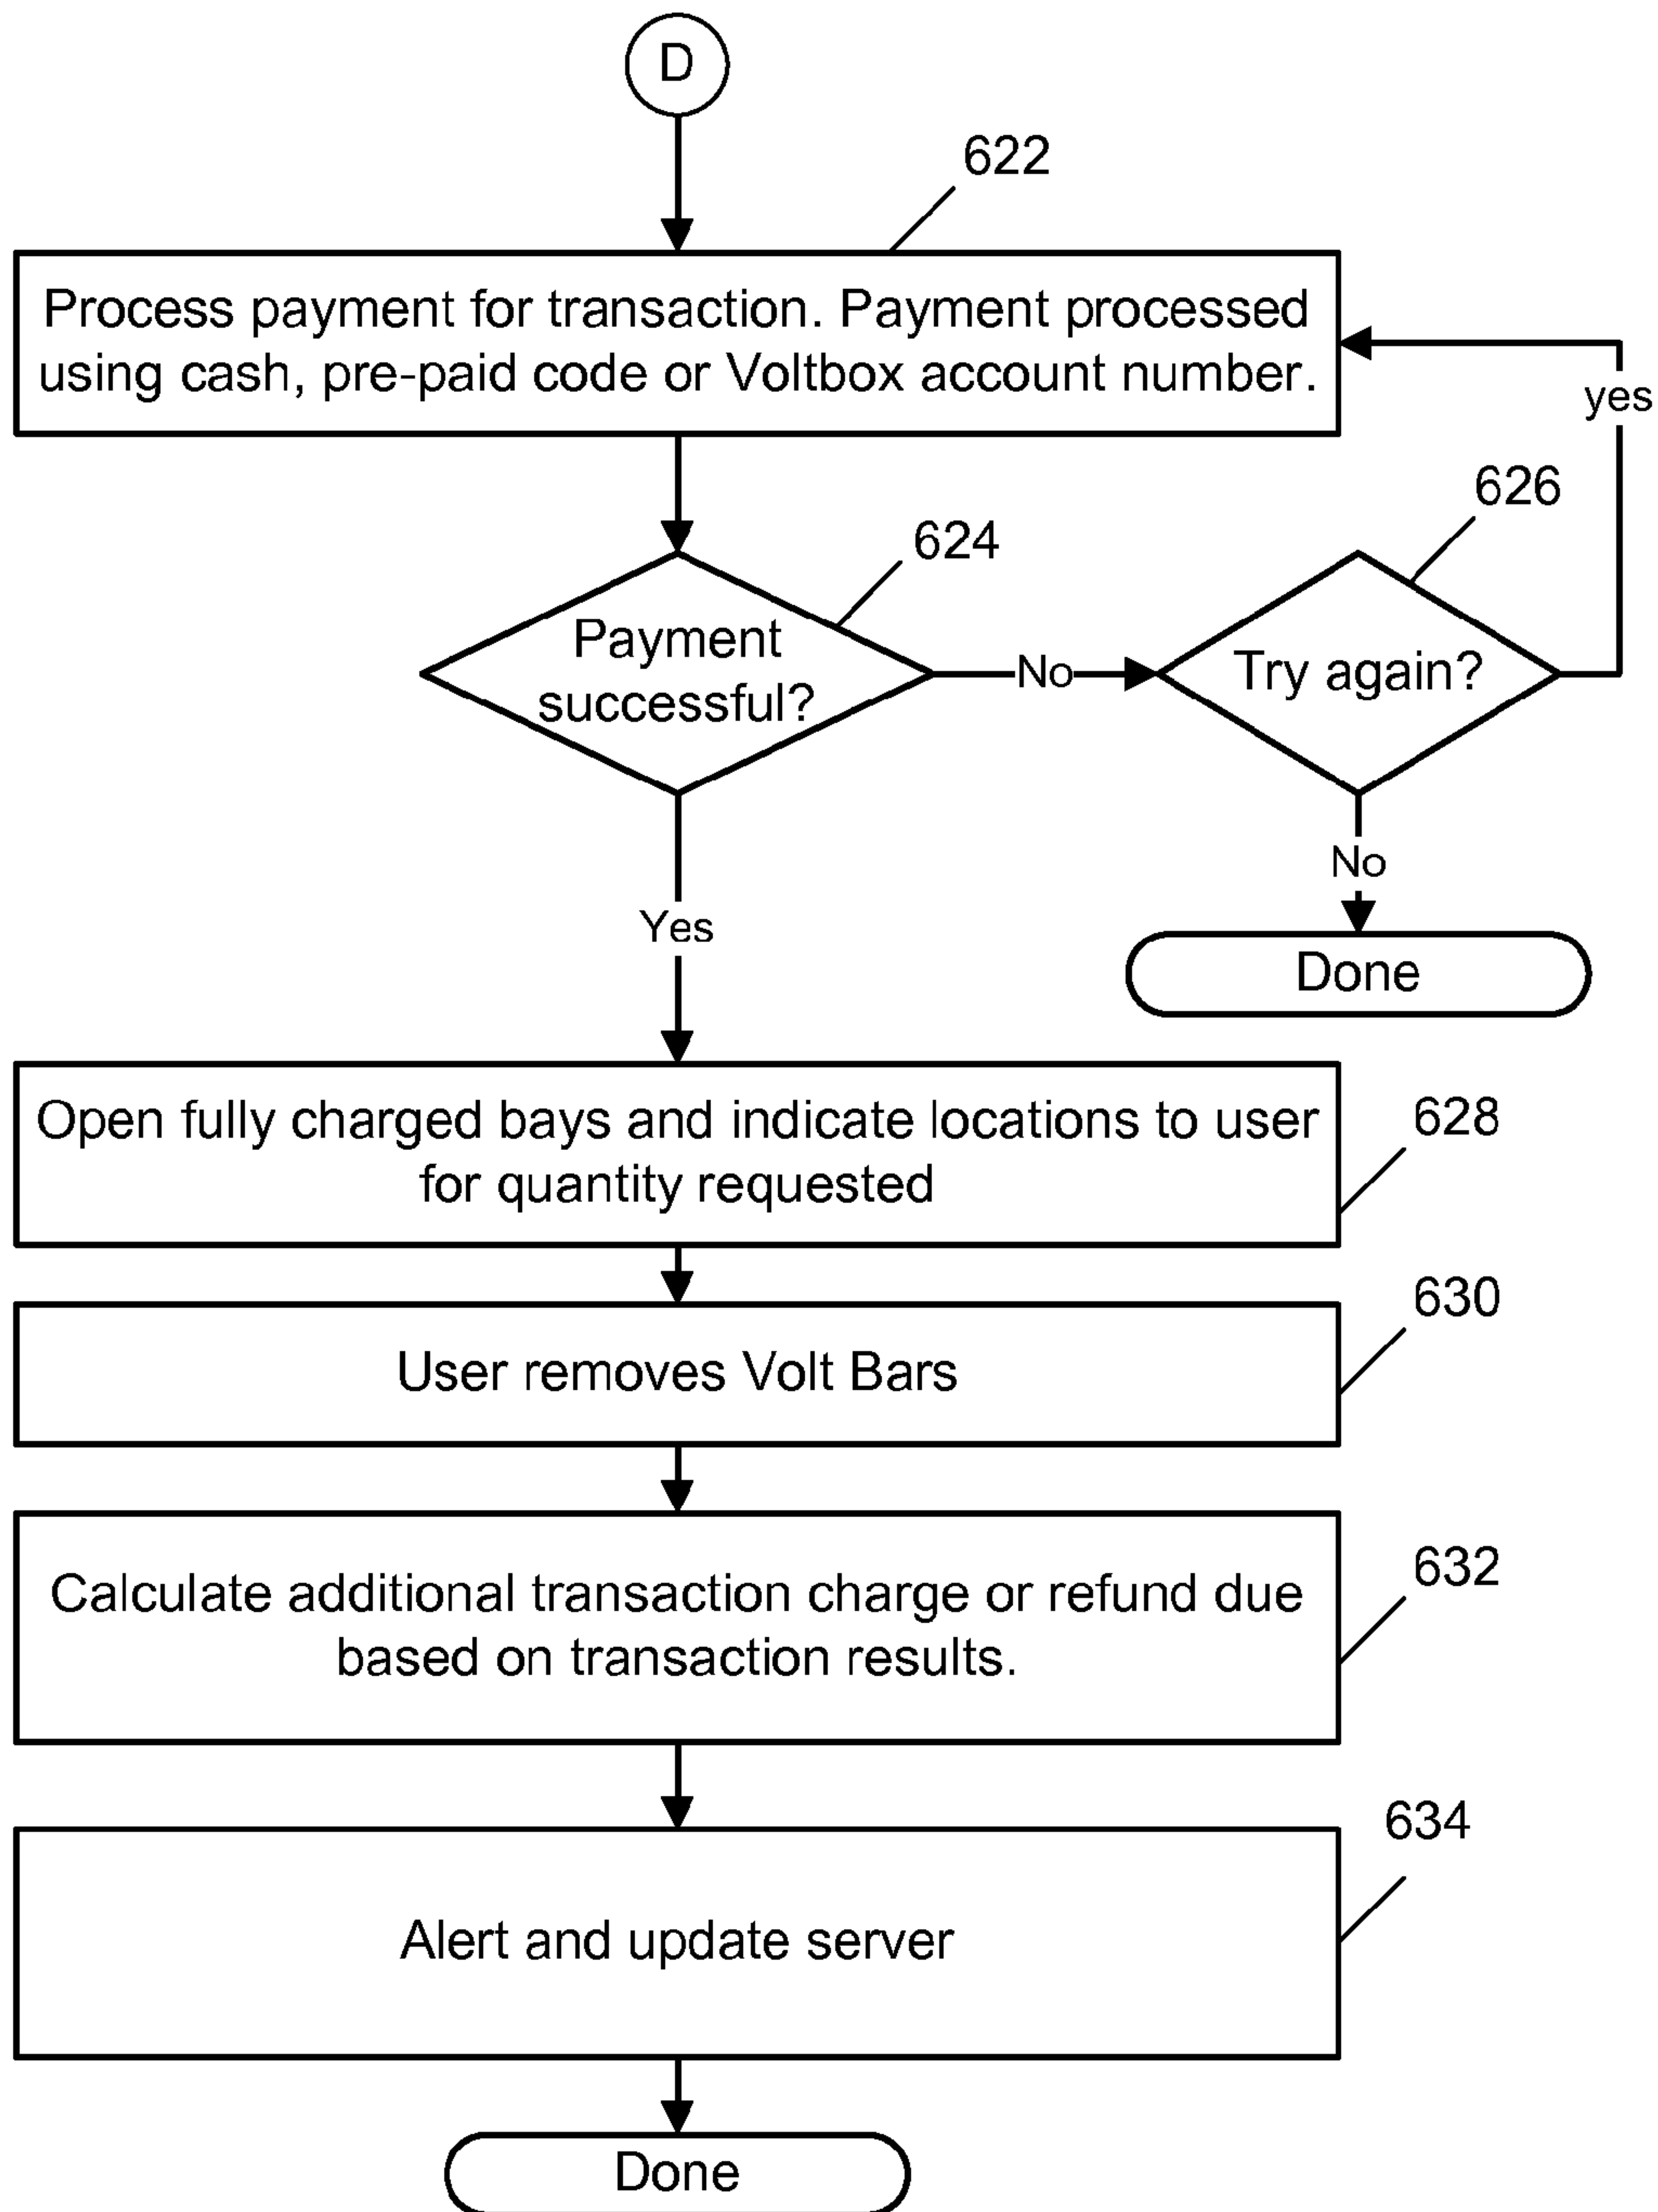 D
622
Process payment for transaction. Payment processed
using cash, pre-paid code or Voltbox account number.
yes
626
624
Payment
successful?
No
Try again?
No
Yes
Done
Open fully charged bays and indicate locations to user
for quantity requested
628
630
User removes Volt Bars
632
Calculate additional transaction charge or refund due
based on transaction results.
634
Alert and update server
Done